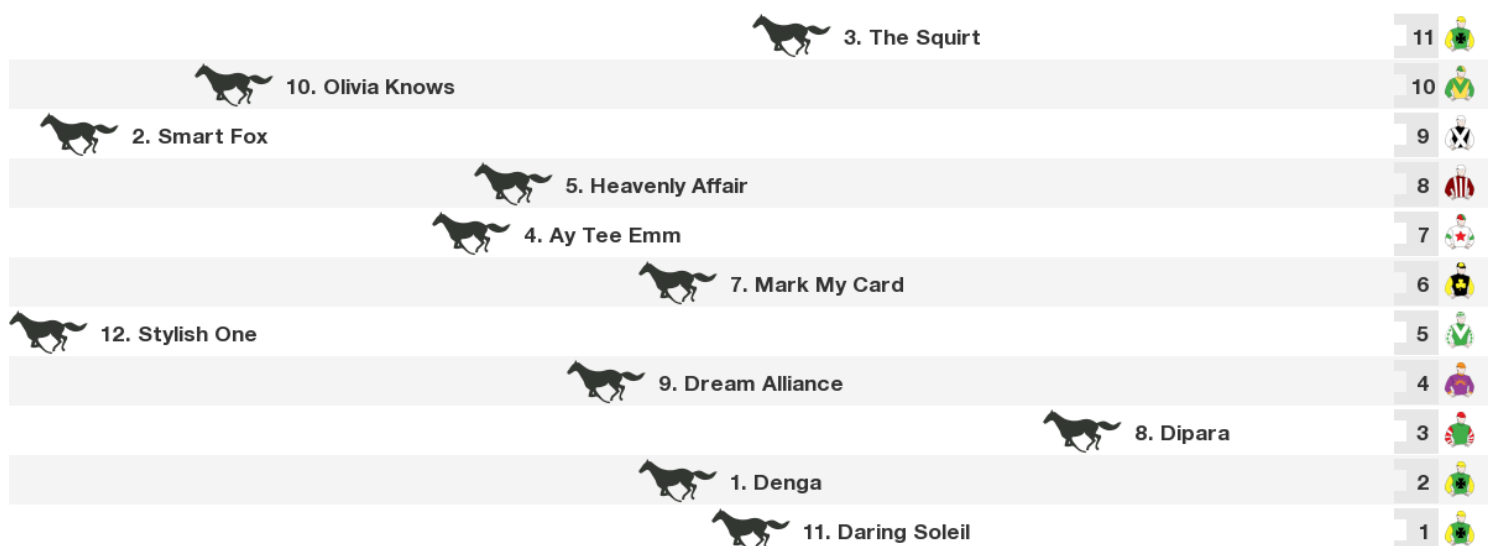 3. The Squirt 11
10. Olivia Knows 10
2. Smart Fox 9
5. Heavenly Affair 8
4. Ay Tee Emm 7
7. Mark My Card 6
12. Stylish One 5
9. Dream Alliance 4
8. Dipara 3
1. Denga 2
11. Daring Soleil 1